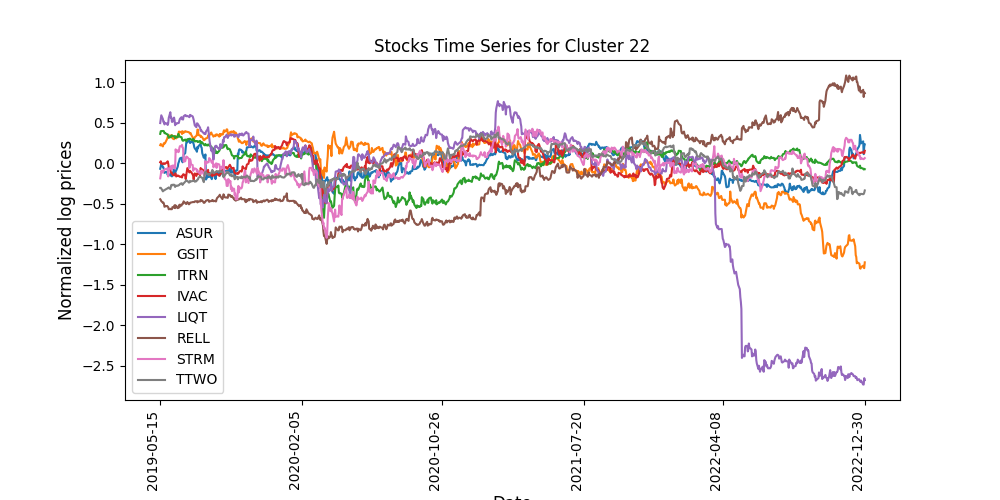 Stocks Time Series for Cluster 22
Normalized log prices
1.0
0.5
0.0
−0.5
−1.0
−1.5
−2.0
−2.5
ASUR
GSIT
ITRN
IVAC
LIQT
RELL
STRM
TTWO
2019-05-15
2020-02-05
2020-10-26
2021-07-20
2022-04-08
2022-12-30
Date